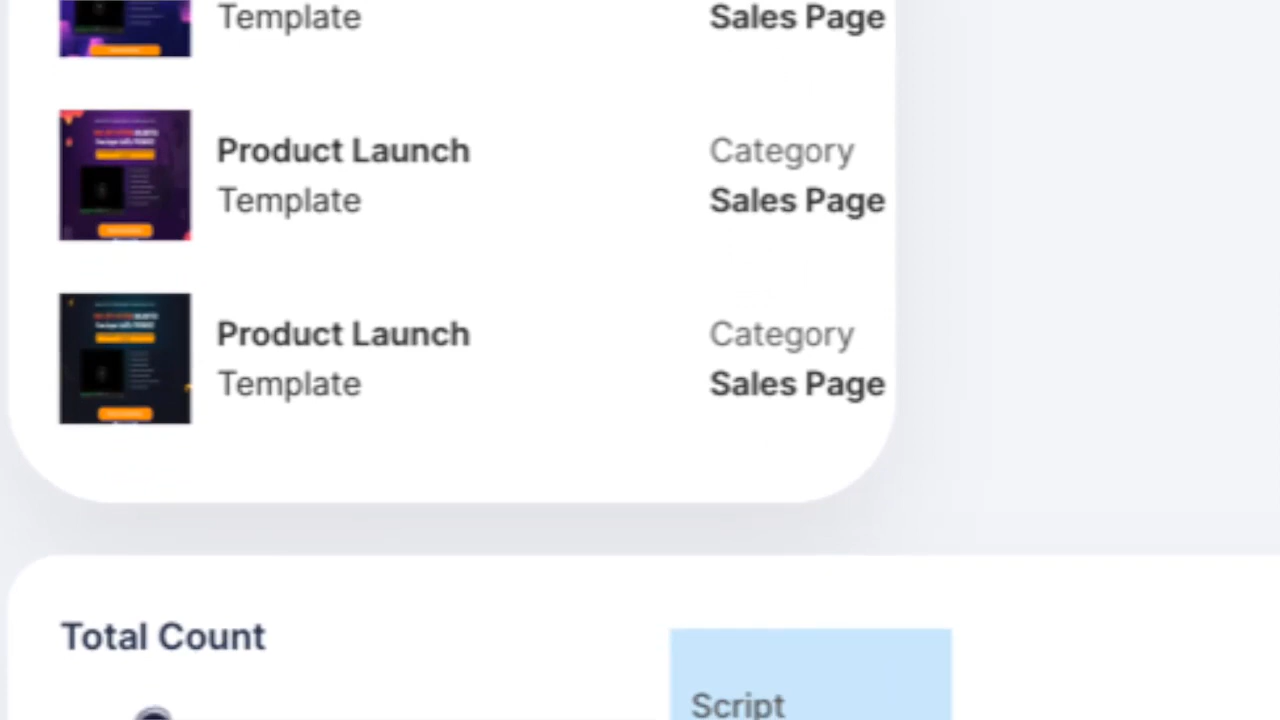 Template
Sales Page
Product Launch
Category
Template
Sales Page
Product Launch
Category
Template
Sales Page
Total Count
Script